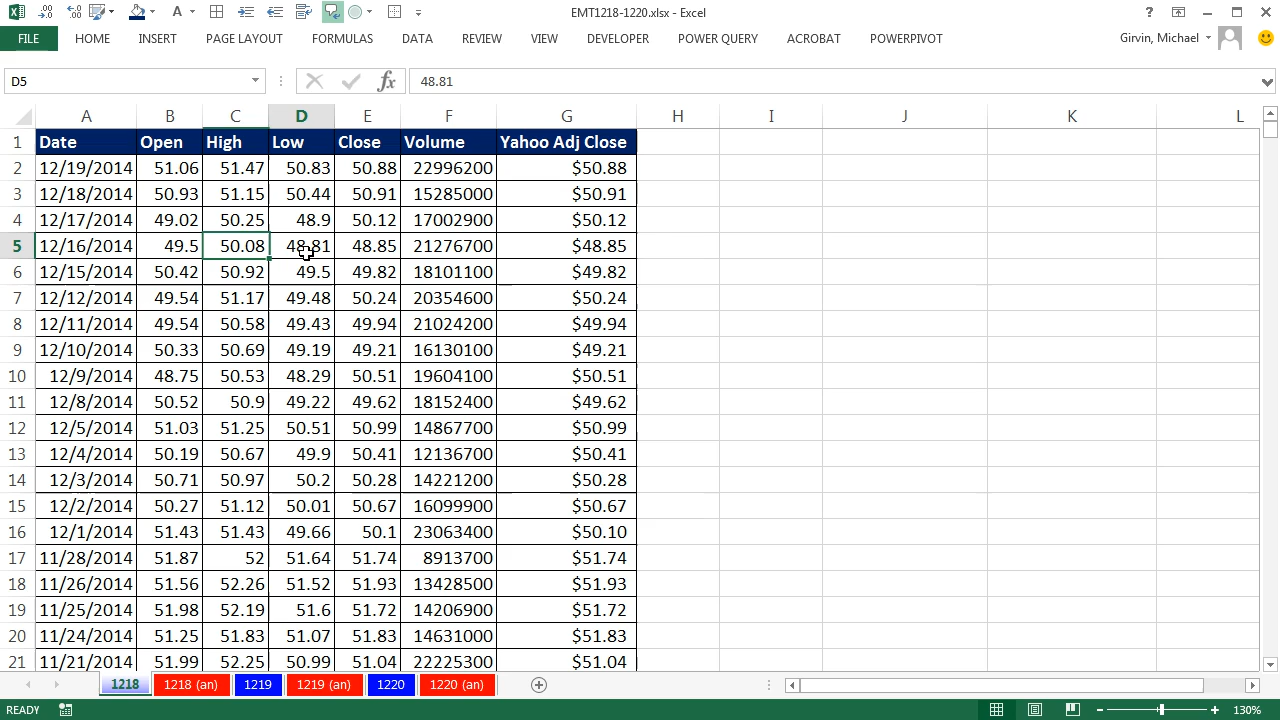 EMT1218-1220.xlsx - Excel
FILE HOME INSERT PAGE LAYOUT FORMULAS DATA REVIEW VIEW DEVELOPER POWER QUERY ACROBAT POWERPIVOT Girvin, Michael
D5 fx 48.81
A B C D E F G H I J K L
1 Date Open High Low Close Volume Yahoo Adj Close
2 12/19/2014 51.06 51.47 50.83 50.88 22996200 $50.88
3 12/18/2014 50.93 51.15 50.44 50.91 15285000 $50.91
4 12/17/2014 49.02 50.25 48.9 50.12 17002900 $50.12
5 12/16/2014 49.5 50.08 48.81 48.85 21276700 $48.85
6 12/15/2014 50.42 50.92 49.5 49.82 18101100 $49.82
7 12/12/2014 49.54 51.17 49.48 50.24 20354600 $50.24
8 12/11/2014 49.54 50.58 49.43 49.94 21024200 $49.94
9 12/10/2014 50.33 50.69 49.19 49.21 16130100 $49.21
10 12/9/2014 48.75 50.53 48.29 50.51 19604100 $50.51
11 12/8/2014 50.52 50.9 49.22 49.62 18152400 $49.62
12 12/5/2014 51.03 51.25 50.51 50.99 14867700 $50.99
13 12/4/2014 50.19 50.67 49.9 50.41 12136700 $50.41
14 12/3/2014 50.71 50.97 50.2 50.28 14221200 $50.28
15 12/2/2014 50.27 51.12 50.01 50.67 16099900 $50.67
16 12/1/2014 51.43 51.43 49.66 50.1 23063400 $50.10
17 11/28/2014 51.87 52 51.64 51.74 8913700 $51.74
18 11/26/2014 51.56 52.26 51.52 51.93 13428500 $51.93
19 11/25/2014 51.98 52.19 51.6 51.72 14206900 $51.72
20 11/24/2014 51.25 51.83 51.07 51.83 14631000 $51.83
21 11/21/2014 51.99 52.25 50.99 51.04 22225300 $51.04
1218 1218 (an) 1219 1219 (an) 1220 1220 (an)
READY 130%